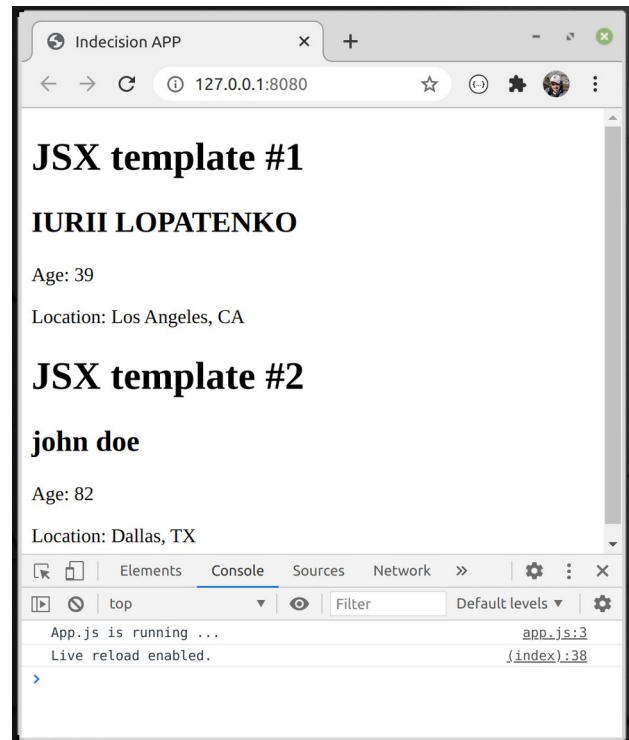 Indecision APP
127.0.0.1:8080
JSX template #1
IURII LOPATENKO
Age: 39
Location: Los Angeles, CA
JSX template #2
john doe
Age: 82
Location: Dallas, TX
Elements Console Sources Network »
top Filter Default levels
App.js is running ... app.js:3
Live reload enabled. (index):38